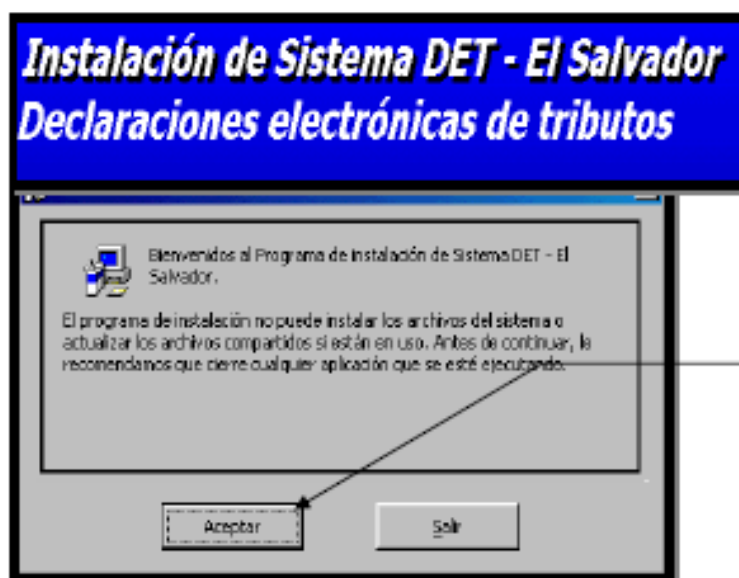 Instalación de Sistema DET - El Salvador
Declaraciones electrónicas de tributos
Bienvenidos al Programa de instalación de Sistema DET - El
Salvador.
El programa de instalación no puede instalar los archivos del sistema o
actualizar los archivos compartidos si están en uso. Antes de continuar, le
recomendamos que cierre cualquier aplicación que se esté ejecutando.
Aceptar
Salir